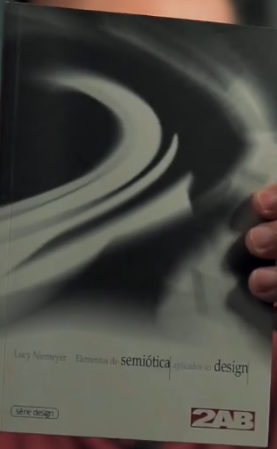 Lucy Niemeyer Elementos de semiótica aplicados ao design
série design
2AB